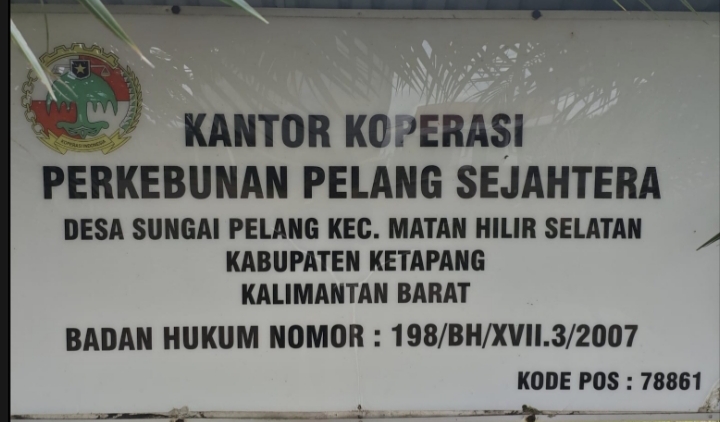 KANTOR KOPERASI
PERKEBUNAN PELANG SEJAHTERA
DESA SUNGAI PELANG KEC. MATAN HILIR SELATAN
KABUPATEN KETAPANG
KALIMANTAN BARAT
BADAN HUKUM NOMOR : 198/BH/XVII.3/2007
KODE POS : 78861